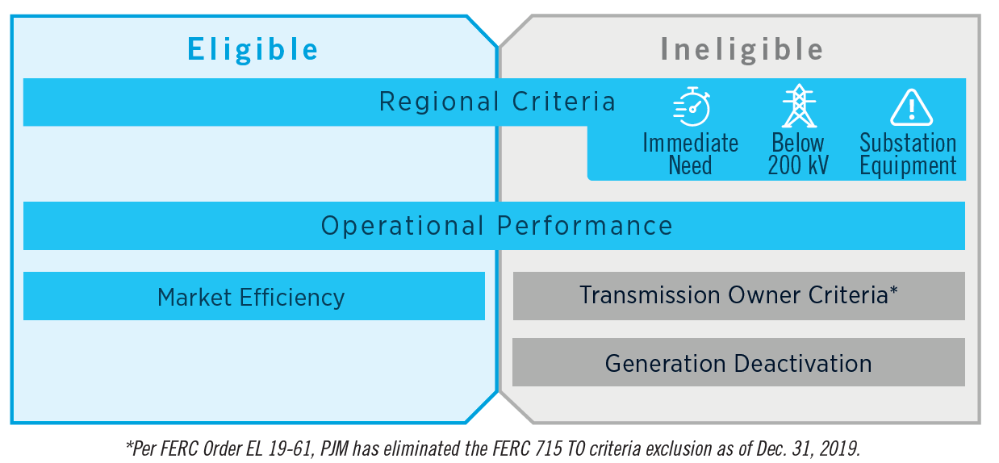 Eligible
Ineligible
Regional Criteria
Immediate
Need
Below
200 kV
Substation
Equipment
Operational Performance
Market Efficiency
Transmission Owner Criteria*
Generation Deactivation
*Per FERC Order EL 19-61, PJM has eliminated the FERC 715 TO criteria exclusion as of Dec. 31, 2019.